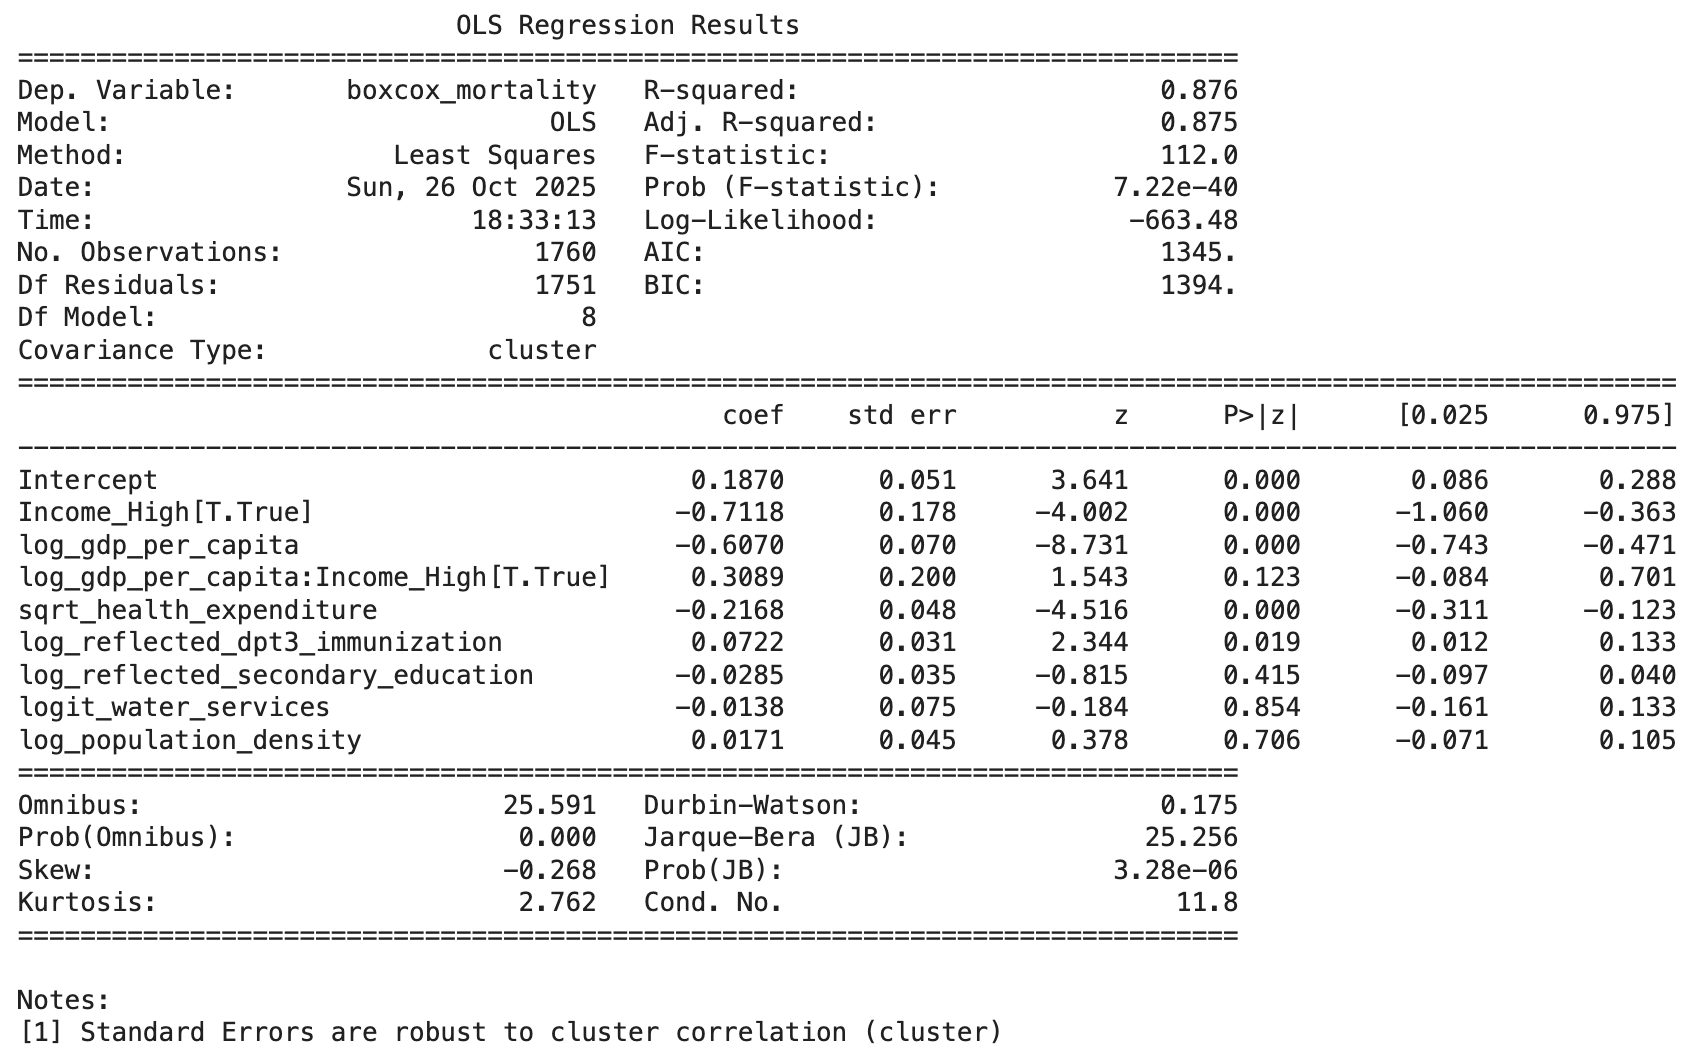 OLS Regression Results
==============================================================================
Dep. Variable: boxcox_mortality R-squared: 0.876
Model: OLS Adj. R-squared: 0.875
Method: Least Squares F-statistic: 112.0
Date: Sun, 26 Oct 2025 Prob (F-statistic): 7.22e-40
Time: 18:33:13 Log-Likelihood: -663.48
No. Observations: 1760 AIC: 1345.
Df Residuals: 1751 BIC: 1394.
Df Model: 8
Covariance Type: cluster
==========================================================================================================
coef std err z P>|z| [0.025 0.975]
----------------------------------------------------------------------------------------------------------
Intercept 0.1870 0.051 3.641 0.000 0.086 0.288
Income_High[T.True] -0.7118 0.178 -4.002 0.000 -1.060 -0.363
log_gdp_per_capita -0.6070 0.070 -8.731 0.000 -0.743 -0.471
log_gdp_per_capita:Income_High[T.True] 0.3089 0.200 1.543 0.123 -0.084 0.701
sqrt_health_expenditure -0.2168 0.048 -4.516 0.000 -0.311 -0.123
log_reflected_dpt3_immunization 0.0722 0.031 2.344 0.019 0.012 0.133
log_reflected_secondary_education -0.0285 0.035 -0.815 0.415 -0.097 0.040
logit_water_services -0.0138 0.075 -0.184 0.854 -0.161 0.133
log_population_density 0.0171 0.045 0.378 0.706 -0.071 0.105
==============================================================================
Omnibus: 25.591 Durbin-Watson: 0.175
Prob(Omnibus): 0.000 Jarque-Bera (JB): 25.256
Skew: -0.268 Prob(JB): 3.28e-06
Kurtosis: 2.762 Cond. No. 11.8
==============================================================================
Notes:
[1] Standard Errors are robust to cluster correlation (cluster)